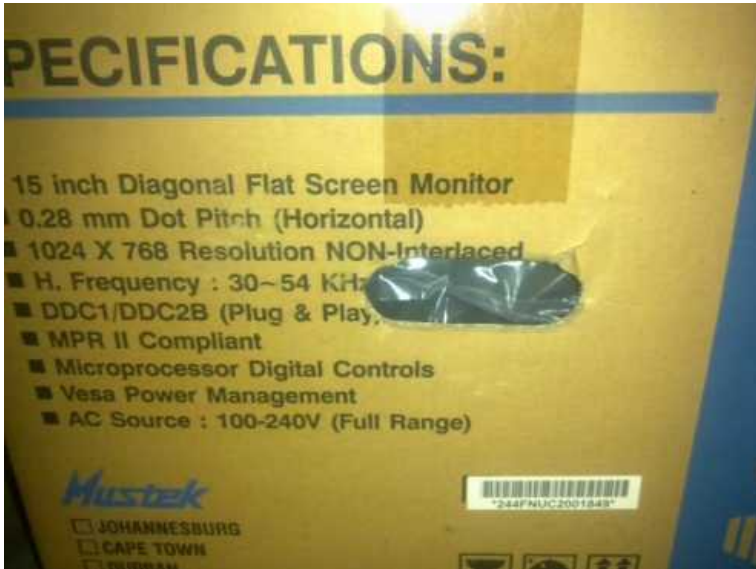 PECIFICATIONS:
15 inch Diagonal Flat Screen Monitor
0.28 mm Dot Pitch (Horizontal)
■ 1024 X 768 Resolution NON-Interlaced
■ H. Frequency : 30~54 KHz
■ DDC1/DDC2B (Plug & Play)
■ MPR II Compliant
■ Microprocessor Digital Controls
■ Vesa Power Management
■ AC Source : 100-240V (Full Range)
Mustek
*244FNUC2001849*
JOHANNESBURG
CAPE TOWN
DURBAN